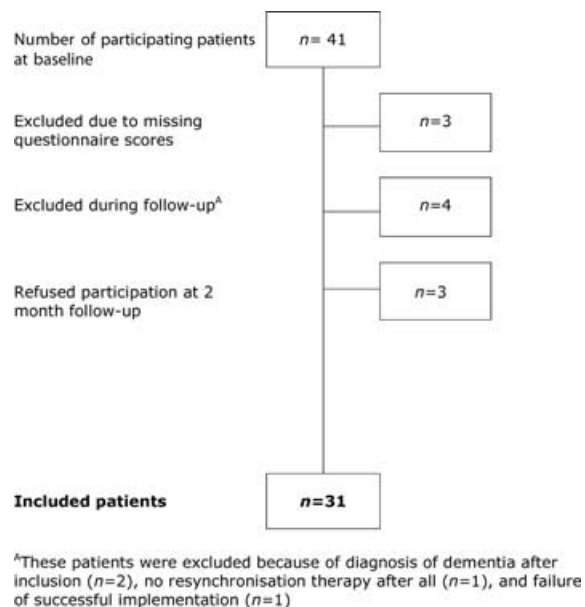 Number of participating patients
at baseline
n= 41
Excluded due to missing
questionnaire scores
n=3
Excluded during follow-upᴬ
n=4
Refused participation at 2
month follow-up
n=3
Included patients
n=31
ᴬThese patients were excluded because of diagnosis of dementia after
inclusion (n=2), no resynchronisation therapy after all (n=1), and failure
of successful implementation (n=1)